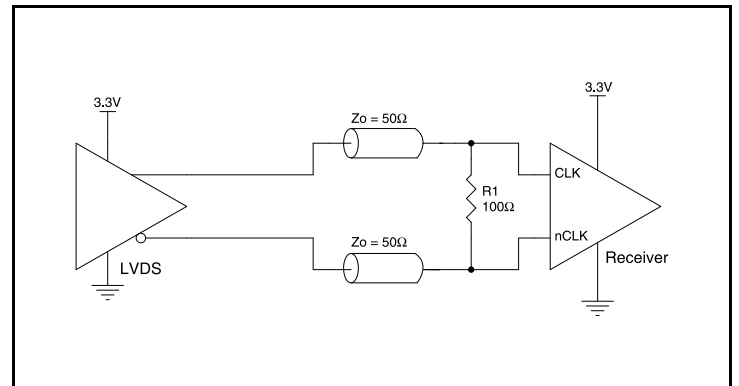 3.3V
3.3V
Zo = 50Ω
CLK
R1
100Ω
nCLK
Zo = 50Ω
LVDS
Receiver